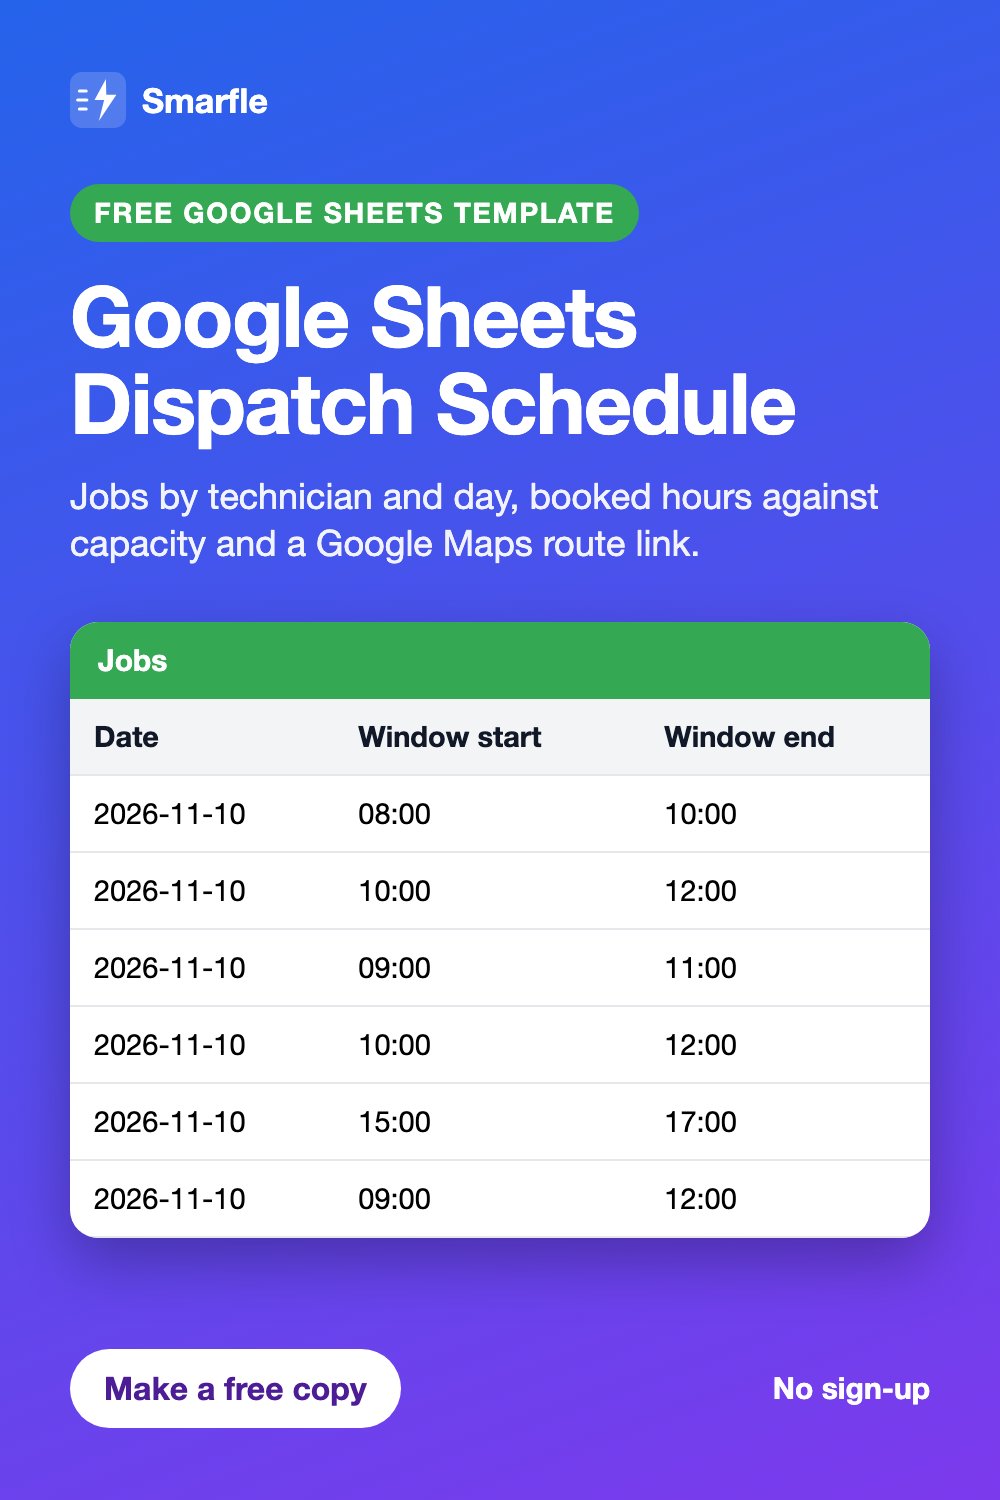 Smarfle
FREE GOOGLE SHEETS TEMPLATE
Google Sheets
Dispatch Schedule
Jobs by technician and day, booked hours against
capacity and a Google Maps route link.
Jobs
Date Window start Window end
2026-11-10 08:00 10:00
2026-11-10 10:00 12:00
2026-11-10 09:00 11:00
2026-11-10 10:00 12:00
2026-11-10 15:00 17:00
2026-11-10 09:00 12:00
Make a free copy No sign-up